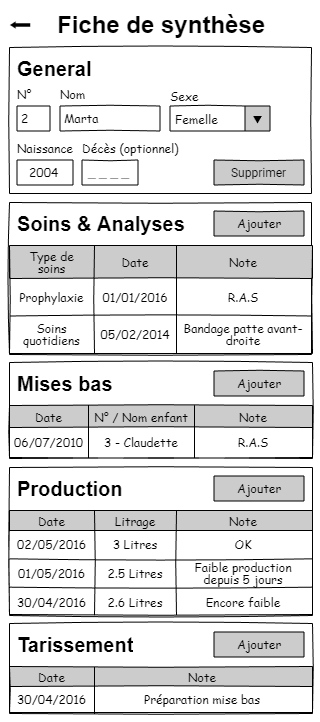 Fiche de synthèse
General
N° Nom Sexe
2 Marta Femelle
Naissance Décès (optionnel)
2004 _ _ _ _ Supprimer
Soins & Analyses Ajouter
Type de soins Date Note
Prophylaxie 01/01/2016 R.A.S
Soins quotidiens 05/02/2014 Bandage patte avant-droite
Mises bas Ajouter
Date N° / Nom enfant Note
06/07/2010 3 - Claudette R.A.S
Production Ajouter
Date Litrage Note
02/05/2016 3 Litres OK
01/05/2016 2.5 Litres Faible production depuis 5 jours
30/04/2016 2.6 Litres Encore faible
Tarissement Ajouter
Date Note
30/04/2016 Préparation mise bas